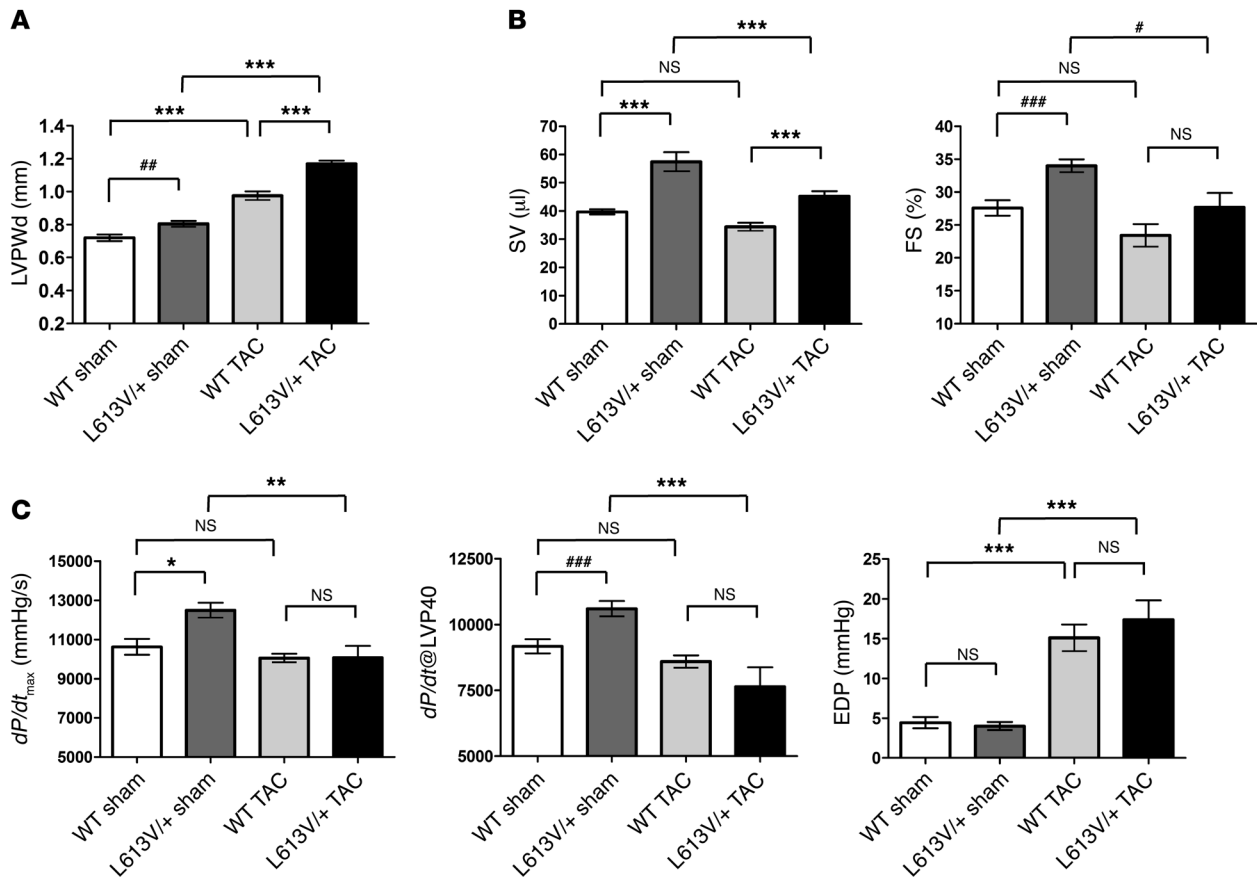 A
LVPWd (mm)
1.4
1.2
1.0
0.8
0.6
0.4
0.2
##
***
***
***
WT sham
L613V/+ sham
WT TAC
L613V/+ TAC
B
SV (µl)
70
60
50
40
30
20
10
0
***
NS
***
***
WT sham
L613V/+ sham
WT TAC
L613V/+ TAC
FS (%)
40
35
30
25
20
15
10
###
NS
#
NS
WT sham
L613V/+ sham
WT TAC
L613V/+ TAC
C
dP/dtmax (mmHg/s)
15000
13000
11000
9000
7000
5000
*
NS
**
NS
WT sham
L613V/+ sham
WT TAC
L613V/+ TAC
dP/dt@LVP40
12500
10000
7500
5000
###
NS
***
NS
WT sham
L613V/+ sham
WT TAC
L613V/+ TAC
EDP (mmHg)
25
20
15
10
5
0
NS
***
***
NS
WT sham
L613V/+ sham
WT TAC
L613V/+ TAC